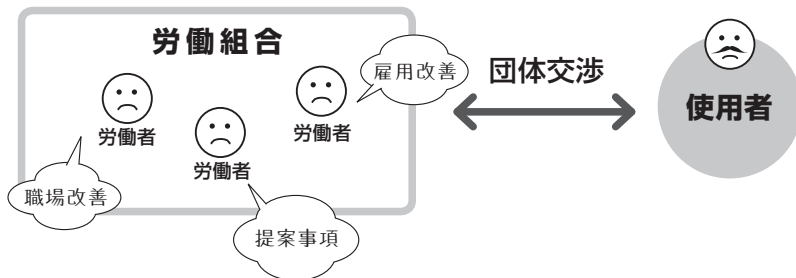 労働組合
雇用改善
団体交渉
使用者
労働者
労働者
労働者
職場改善
提案事項